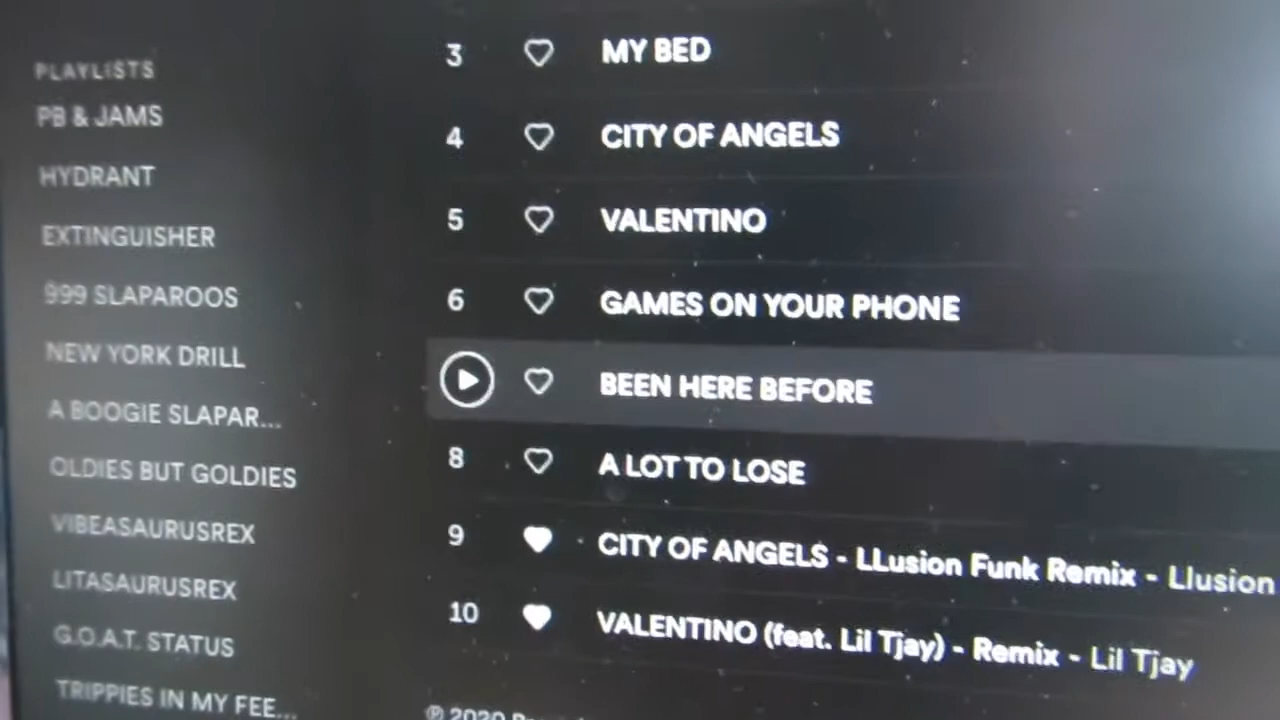 PLAYLISTS
PB & JAMS
HYDRANT
EXTINGUISHER
999 SLAPAROOS
NEW YORK DRILL
A BOOGIE SLAPAR...
OLDIES BUT GOLDIES
VIBEASAURUSREX
LITASAURUSREX
G.O.A.T. STATUS
TRIPPIES IN MY FEE...
3 MY BED
4 CITY OF ANGELS
5 VALENTINO
6 GAMES ON YOUR PHONE
BEEN HERE BEFORE
8 A LOT TO LOSE
9 CITY OF ANGELS - LLusion Funk Remix - Llusion
10 VALENTINO (feat. Lil Tjay) - Remix - Lil Tjay
℗ 2020